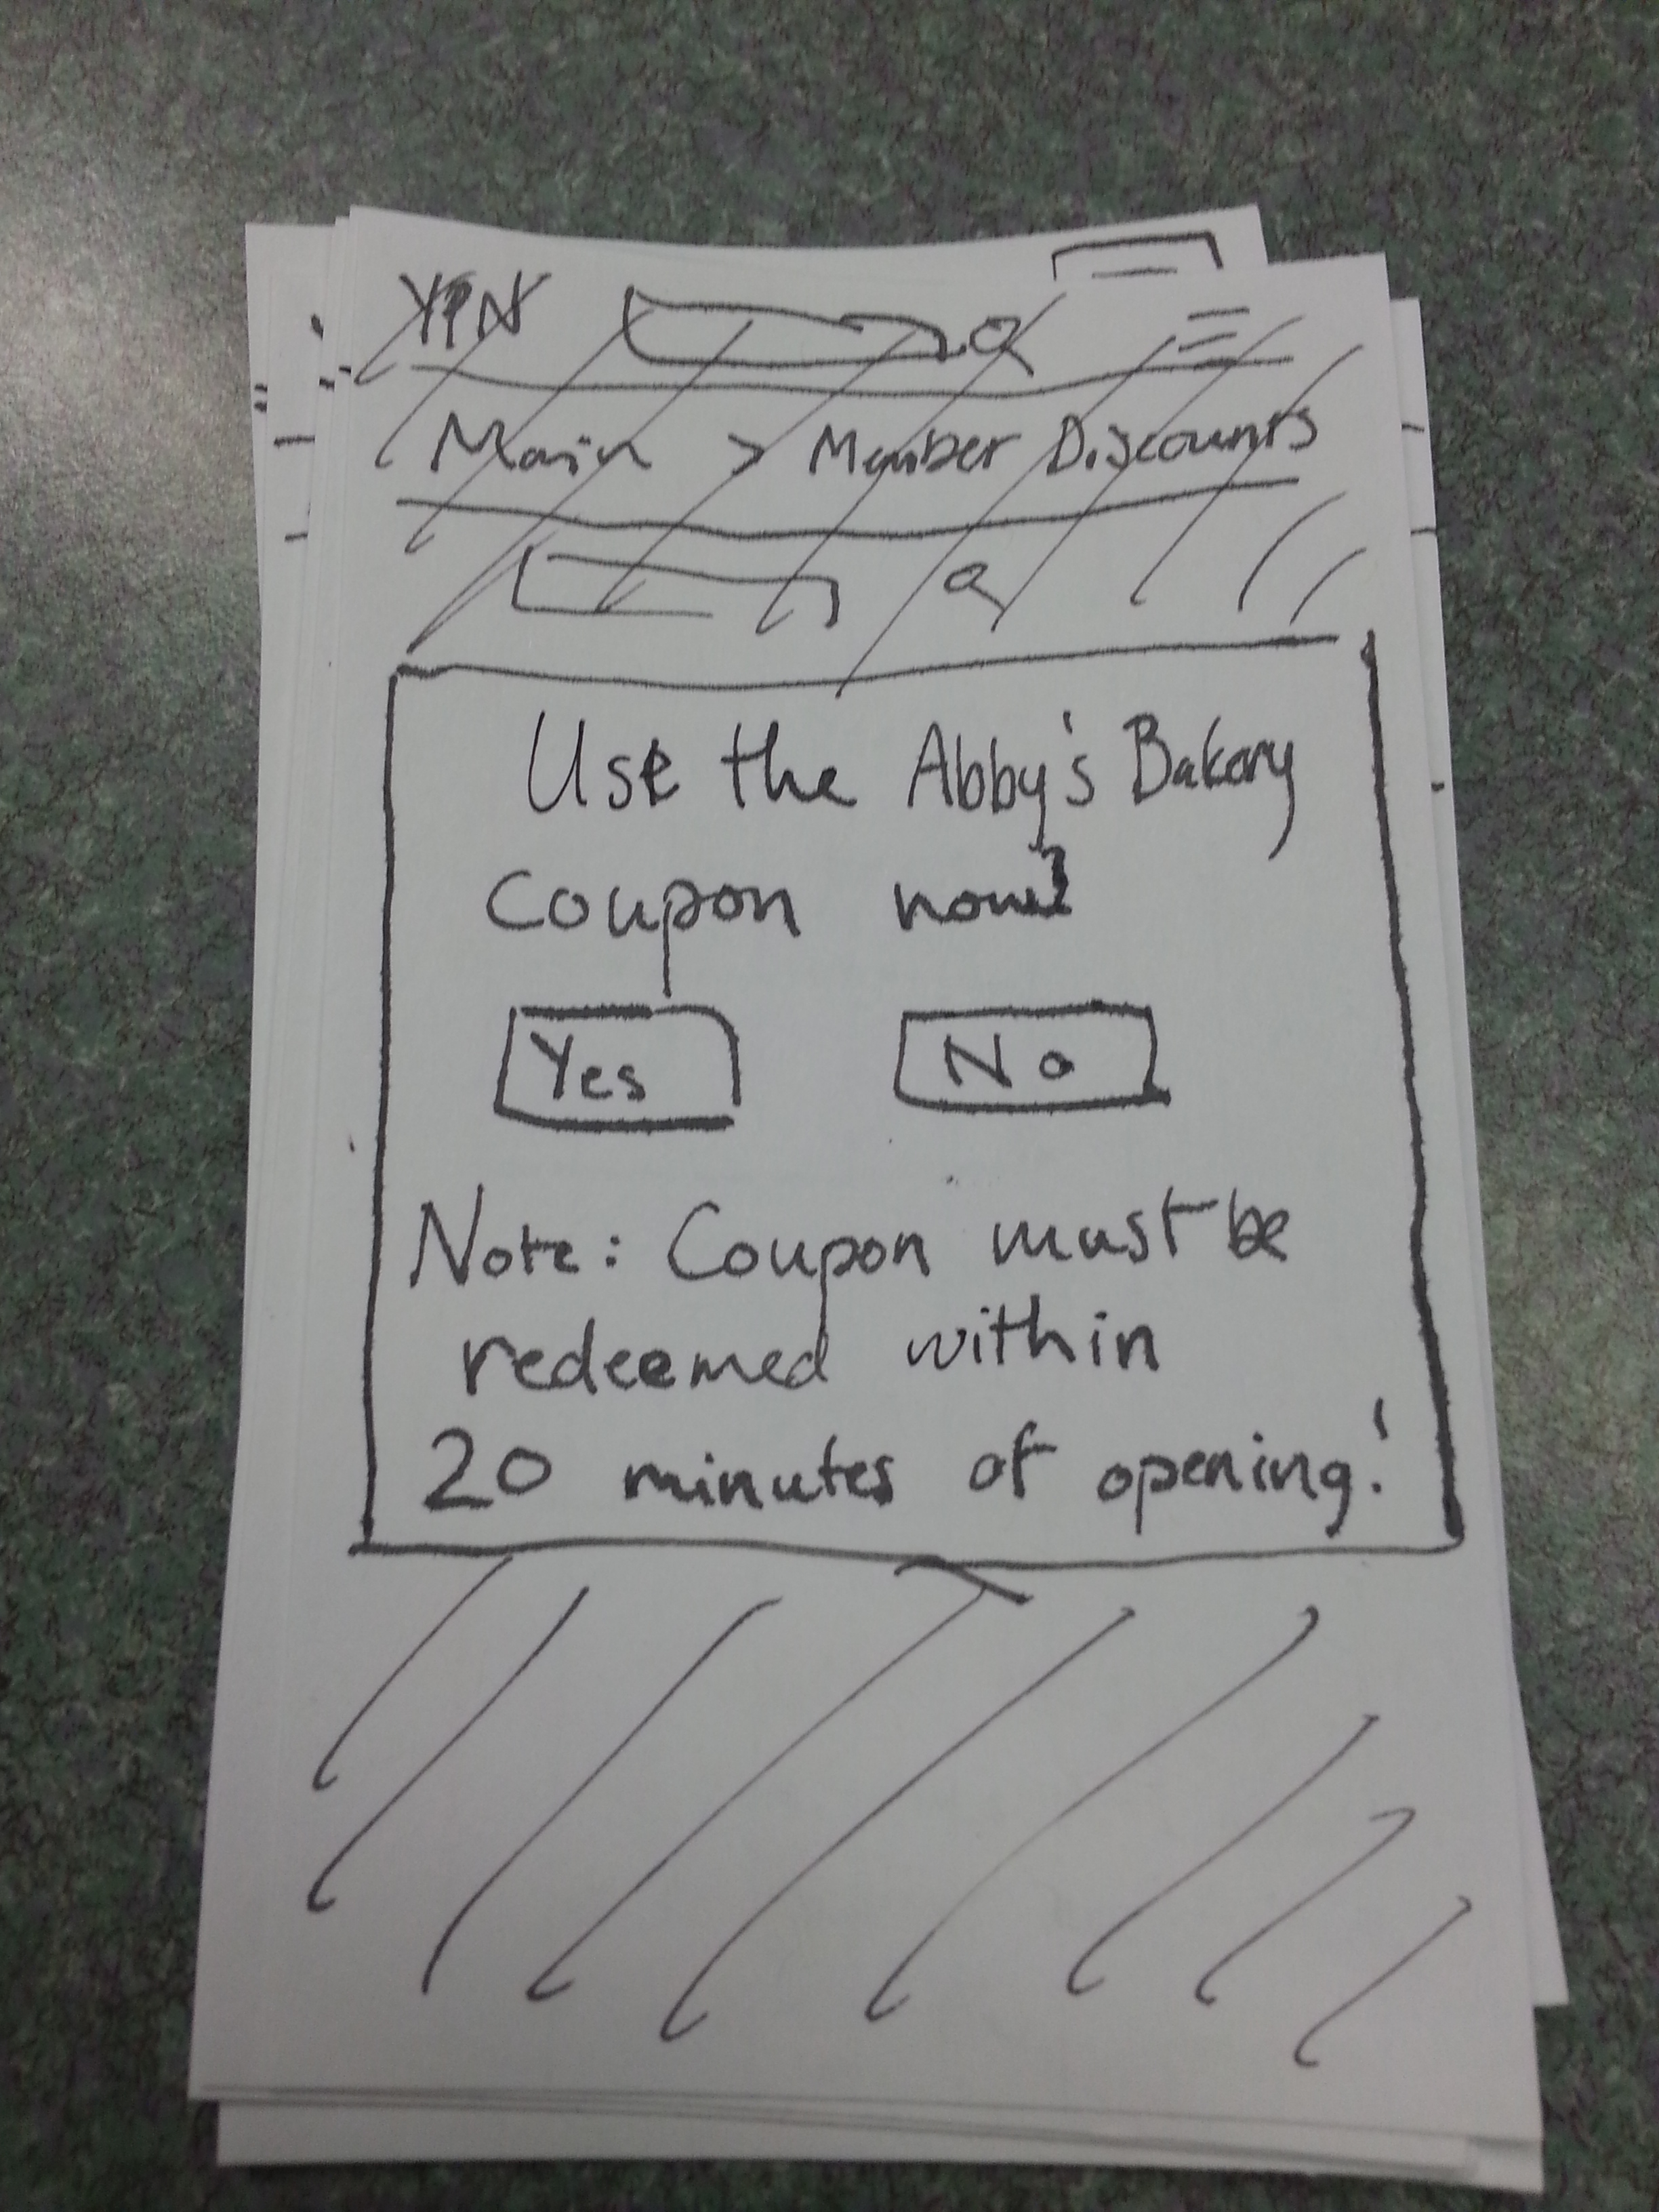 YPN
Main > Member Discounts
Use the Abby's Bakery
Coupon now?
Yes No
Note: Coupon must be
redeemed within
20 minutes of opening!